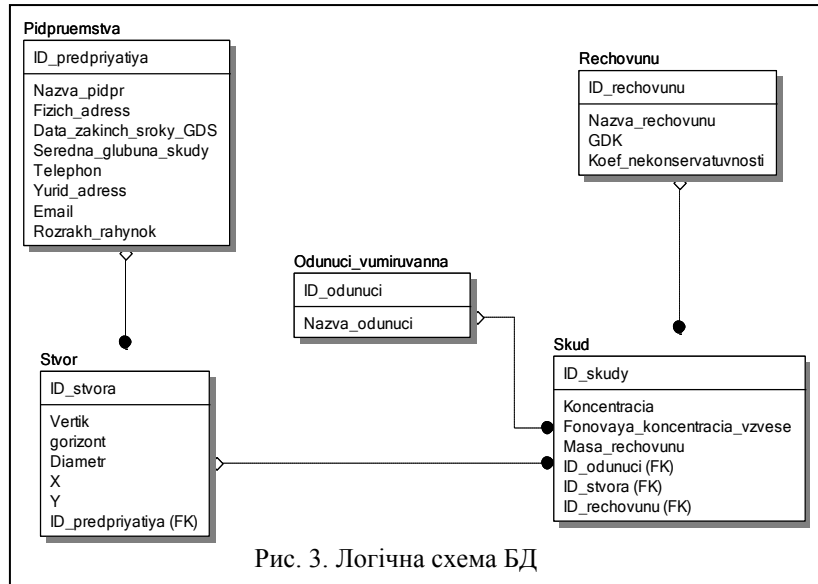 Pidpruemstva
ID_predpriyatiya
Nazva_pidpr
Fizich_adress
Data_zakinch_sroky_GDS
Seredna_glubuna_skudy
Telephon
Yurid_adress
Email
Rozrakh_rahynok
Rechovunu
ID_rechovunu
Nazva_rechovunu
GDK
Koef_nekonservatuvnosti
Odunuci_vumiruvanna
ID_odunuci
Nazva_odunuci
Stvor
ID_stvora
Vertik
gorizont
Diametr
X
Y
ID_predpriyatiya (FK)
Skud
ID_skudy
Koncentracia
Fonovaya_koncentracia_vzvese
Masa_rechovunu
ID_odunuci (FK)
ID_stvora (FK)
ID_rechovunu (FK)
Рис. 3. Логічна схема БД